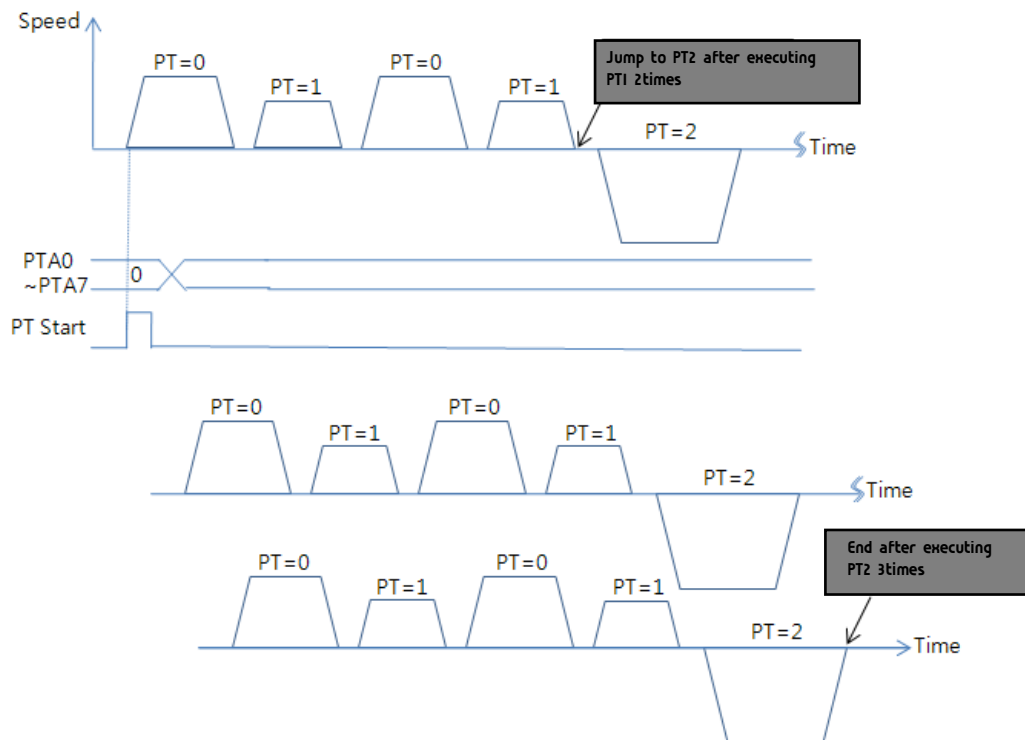 Speed
PT=0
PT=1
PT=0
PT=1
Jump to PT2 after executing
PT1 2times
PT=2
Time
PTA0
~PTA7
0
PT Start
PT=0
PT=1
PT=0
PT=1
PT=2
Time
PT=0
PT=1
PT=0
PT=1
PT=2
End after executing
PT2 3times
Time